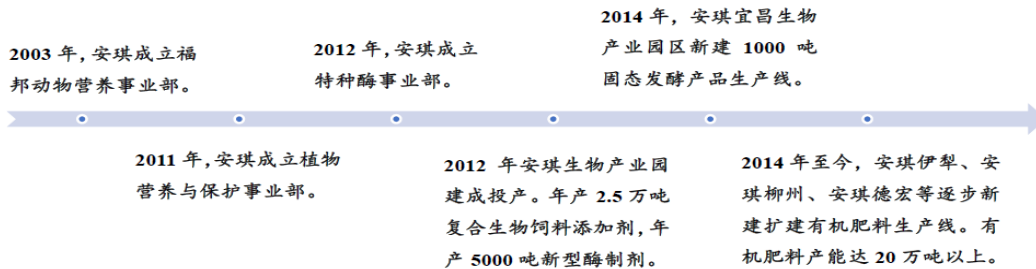 2003 年，安琪成立福
邦动物营养事业部。
2011 年，安琪成立植物
营养与保护事业部。
2012 年，安琪成立
特种酶事业部。
2012 年安琪生物产业园
建成投产。年产 2.5 万吨
复合生物饲料添加剂，年
产 5000 吨新型酶制剂。
2014 年，安琪宜昌生物
产业园区新建 1000 吨
固态发酵产品生产线。
2014 年至今，安琪伊犁、安
琪柳州、安琪德宏等逐步新
建扩建有机肥料生产线。有
机肥料产能达 20 万吨以上。